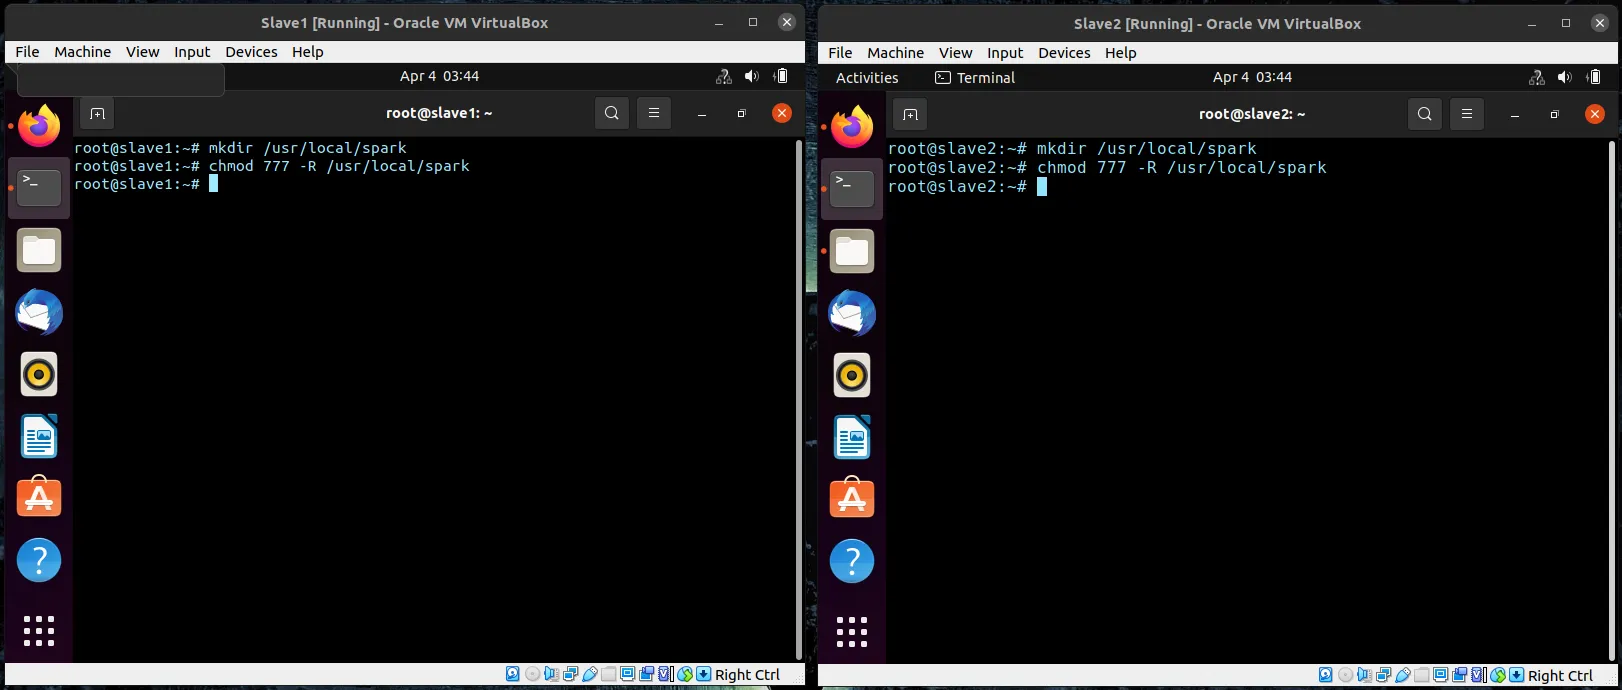 Slave1 [Running] - Oracle VM VirtualBox
File Machine View Input Devices Help
Apr 4 03:44
root@slave1: ~
root@slave1:~# mkdir /usr/local/spark
root@slave1:~# chmod 777 -R /usr/local/spark
root@slave1:~#
Right Ctrl
Slave2 [Running] - Oracle VM VirtualBox
File Machine View Input Devices Help
Activities Terminal Apr 4 03:44
root@slave2: ~
root@slave2:~# mkdir /usr/local/spark
root@slave2:~# chmod 777 -R /usr/local/spark
root@slave2:~#
Right Ctrl